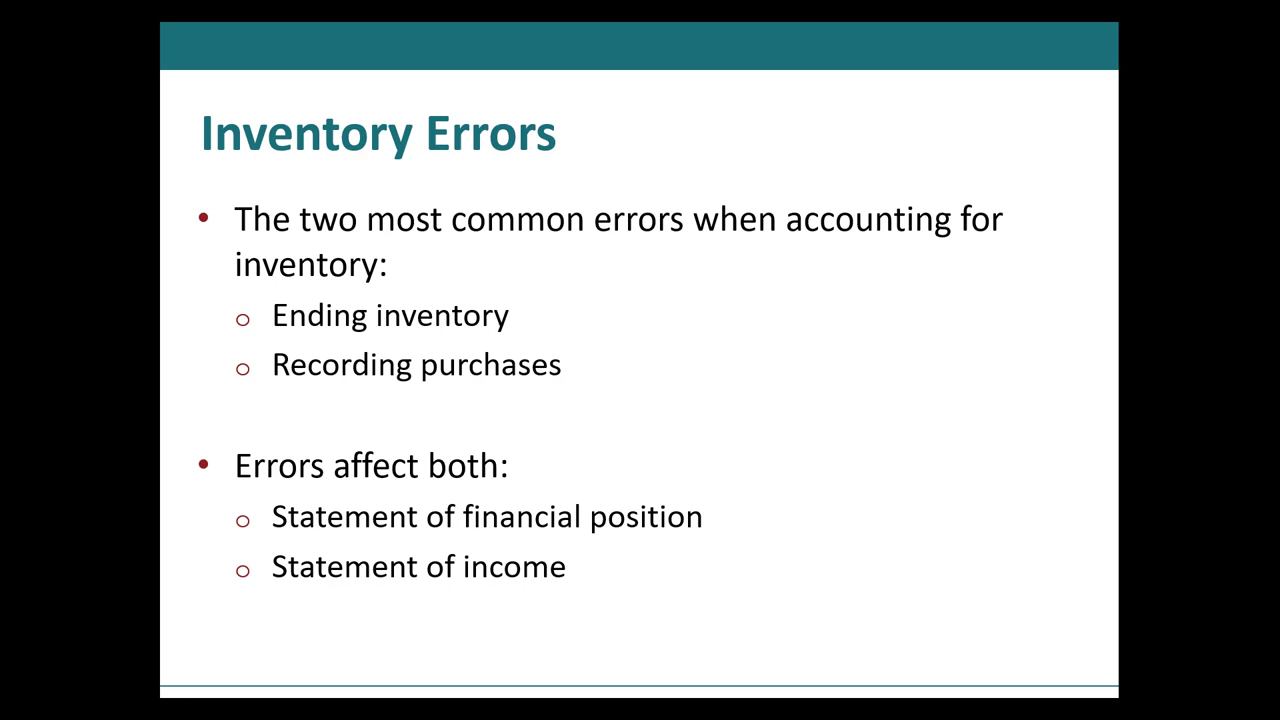 Inventory Errors
• The two most common errors when accounting for
inventory:
o Ending inventory
o Recording purchases
• Errors affect both:
o Statement of financial position
o Statement of income